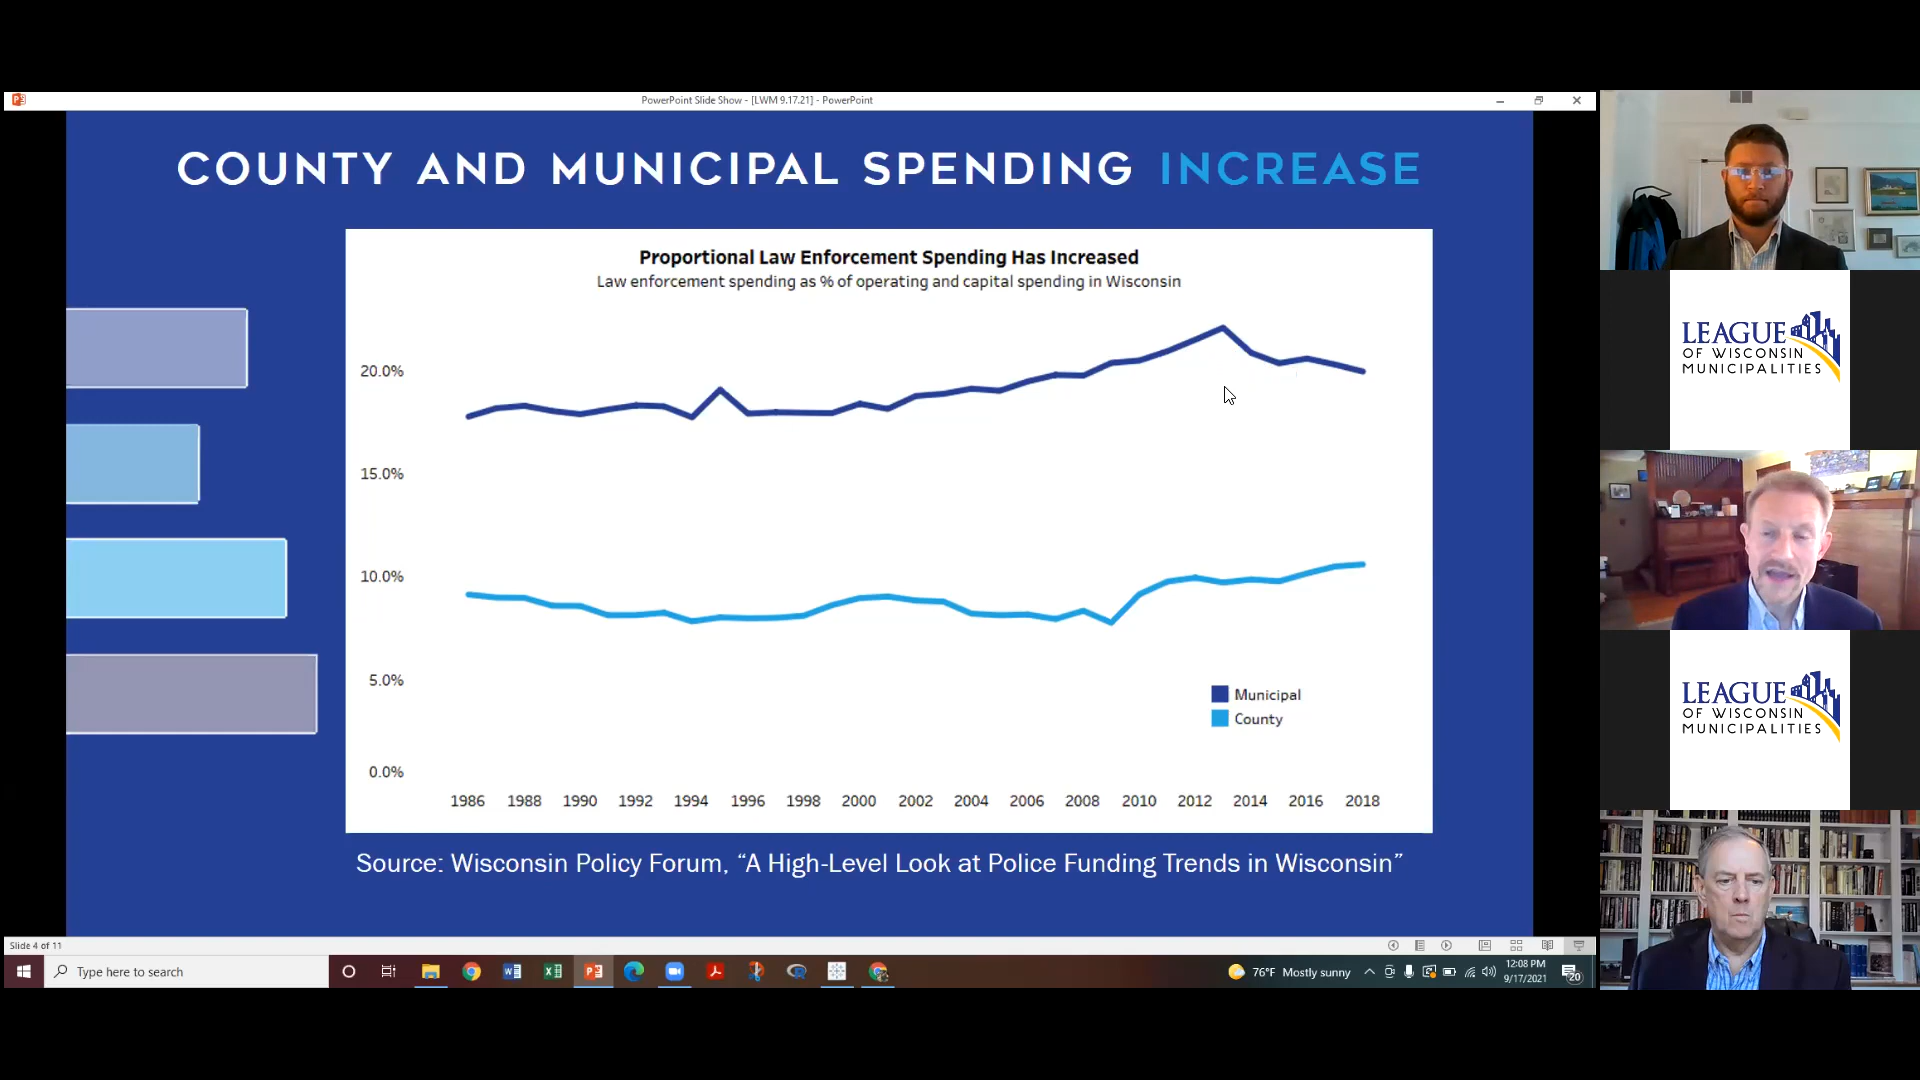 PowerPoint Slide Show - [LWM 9.17.21] - PowerPoint
COUNTY AND MUNICIPAL SPENDING INCREASE
Proportional Law Enforcement Spending Has Increased
Law enforcement spending as % of operating and capital spending in Wisconsin
20.0%
15.0%
10.0%
5.0%
0.0%
Municipal
County
1986 1988 1990 1992 1994 1996 1998 2000 2002 2004 2006 2008 2010 2012 2014 2016 2018
Source: Wisconsin Policy Forum, “A High-Level Look at Police Funding Trends in Wisconsin”
Slide 4 of 11
Type here to search
76°F Mostly sunny
12:08 PM
9/17/2021
20
LEAGUE
OF WISCONSIN
MUNICIPALITIES
LEAGUE
OF WISCONSIN
MUNICIPALITIES